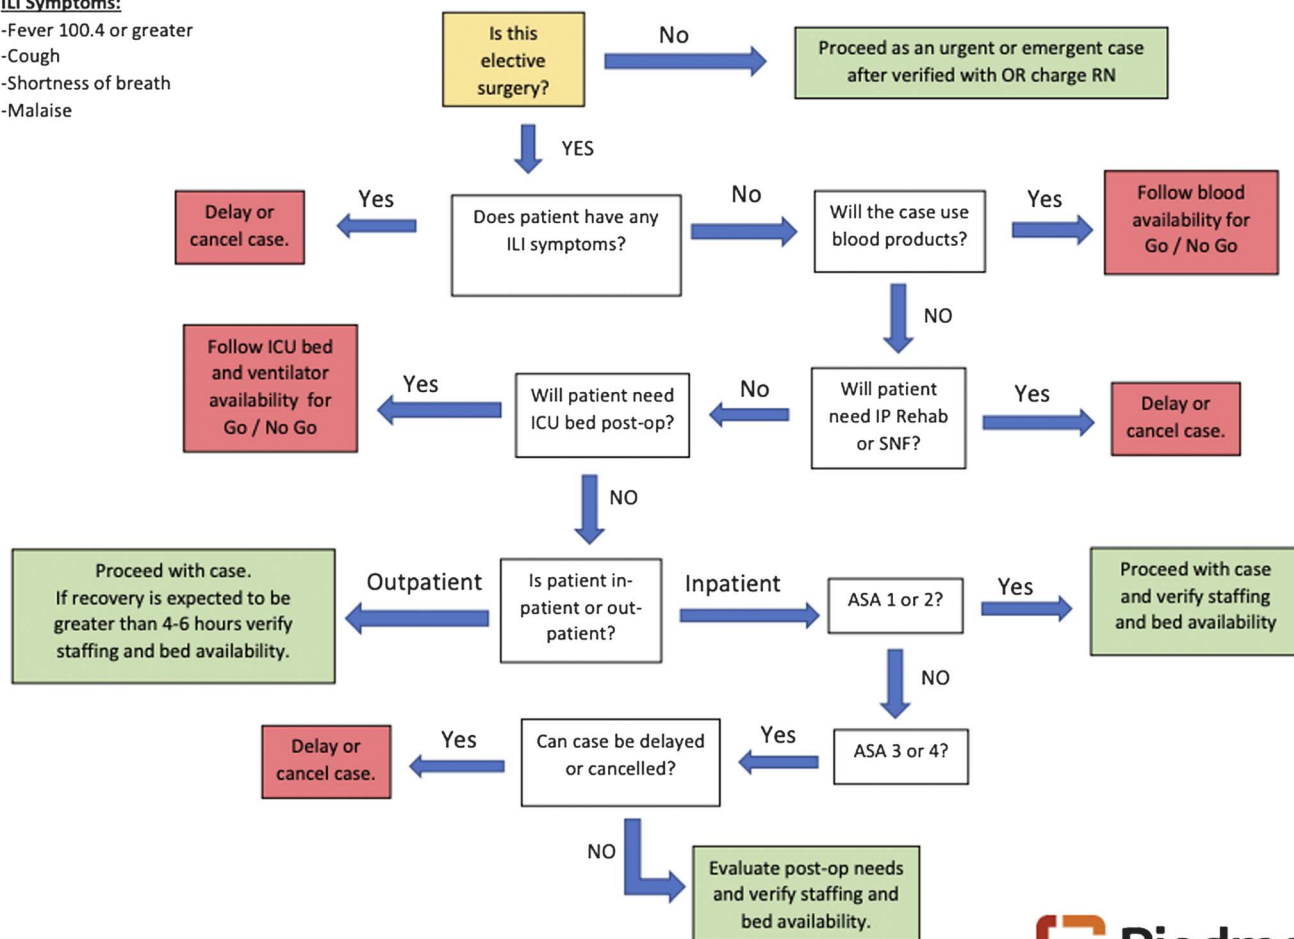 ILI Symptoms:
-Fever 100.4 or greater
-Cough
-Shortness of breath
-Malaise
Is this
elective
surgery?
No
Proceed as an urgent or emergent case
after verified with OR charge RN
YES
Delay or
cancel case.
Yes
Does patient have any
ILI symptoms?
No
Will the case use
blood products?
Yes
Follow blood
availability for
Go / No Go
NO
Follow ICU bed
and ventilator
availability for
Go / No Go
Yes
Will patient need
ICU bed post-op?
No
Will patient
need IP Rehab
or SNF?
Yes
Delay or
cancel case.
NO
Proceed with case.
If recovery is expected to be
greater than 4-6 hours verify
staffing and bed availability.
Outpatient
Is patient in-
patient or out-
patient?
Inpatient
ASA 1 or 2?
Yes
Proceed with case
and verify staffing
and bed availability
NO
Delay or
cancel case.
Yes
Can case be delayed
or cancelled?
Yes
ASA 3 or 4?
NO
Evaluate post-op needs
and verify staffing and
bed availability.